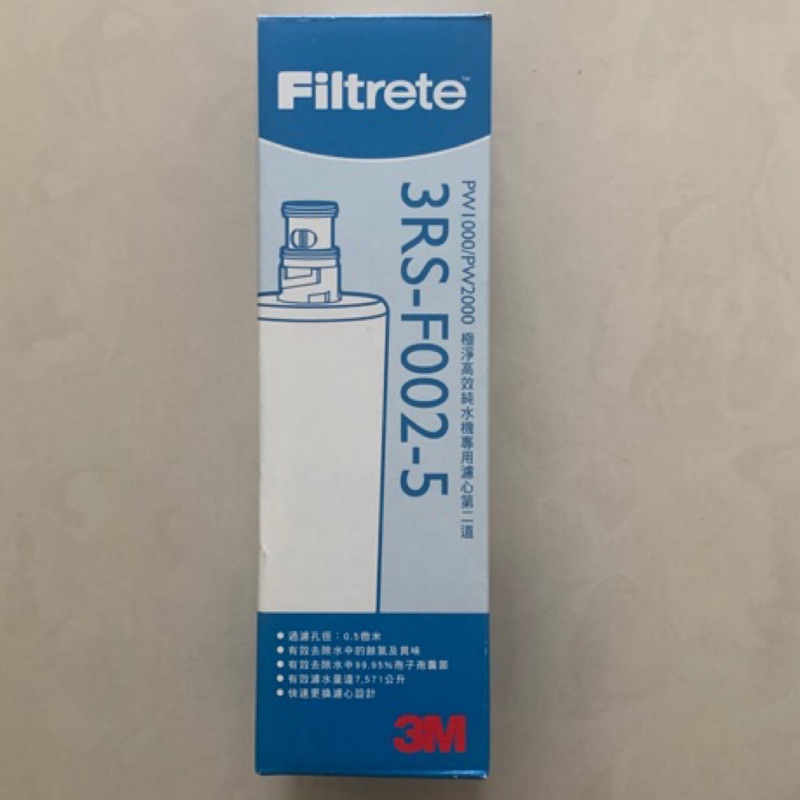 Filtrete™
PW1000/PW2000 極淨高效純水機專用濾心第二道
3RS-F002-5
● 過濾孔徑：0.5微米
● 有效去除水中的餘氯及異味
● 有效去除水中99.95%孢子孢囊菌
● 有效濾水量達7,571公升
● 快速更換濾心設計
3M